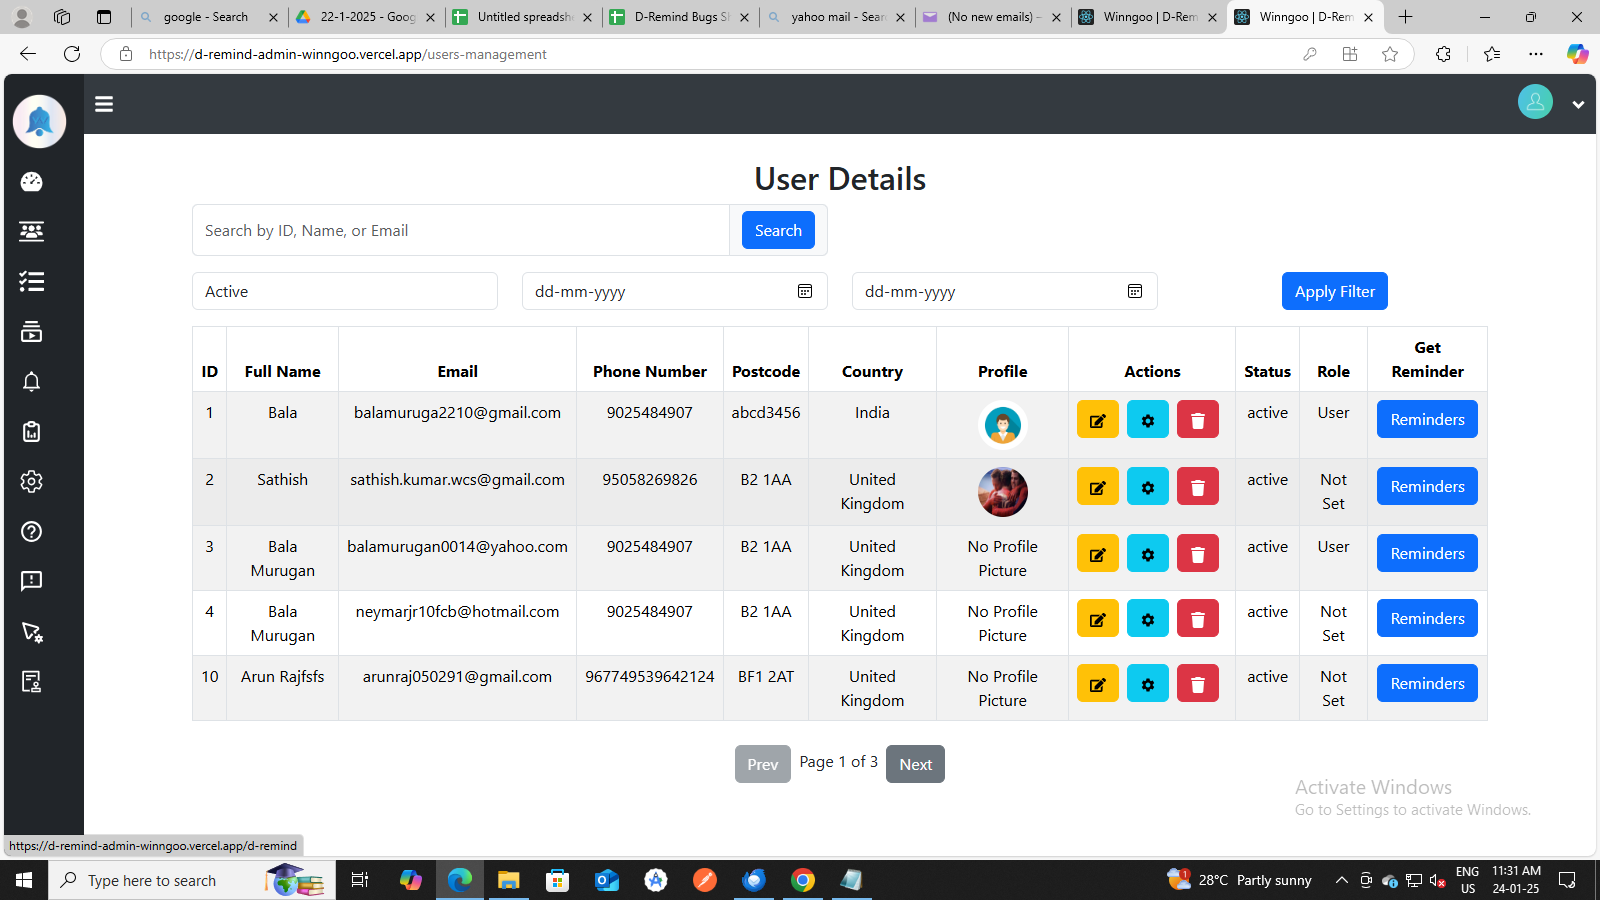 google - Search
22-1-2025 - Goog
Untitled spreadsh
D-Remind Bugs Sh
yahoo mail - Sear
(No new emails) –
Winngoo | D-Rem
Winngoo | D-Rem
https://d-remind-admin-winngoo.vercel.app/users-management
User Details
Search by ID, Name, or Email
Search
Active
dd-mm-yyyy
dd-mm-yyyy
Apply Filter
ID Full Name Email Phone Number Postcode Country Profile Actions Status Role Get Reminder
1 Bala balamuruga2210@gmail.com 9025484907 abcd3456 India active User Reminders
2 Sathish sathish.kumar.wcs@gmail.com 95058269826 B2 1AA United Kingdom active Not Set Reminders
3 Bala Murugan balamurugan0014@yahoo.com 9025484907 B2 1AA United Kingdom No Profile Picture active User Reminders
4 Bala Murugan neymarjr10fcb@hotmail.com 9025484907 B2 1AA United Kingdom No Profile Picture active Not Set Reminders
10 Arun Rajfsfs arunraj050291@gmail.com 967749539642124 BF1 2AT United Kingdom No Profile Picture active Not Set Reminders
Prev Page 1 of 3 Next
Activate Windows
Go to Settings to activate Windows.
https://d-remind-admin-winngoo.vercel.app/d-remind
Type here to search
1
28°C Partly sunny
ENG
US
11:31 AM
24-01-25